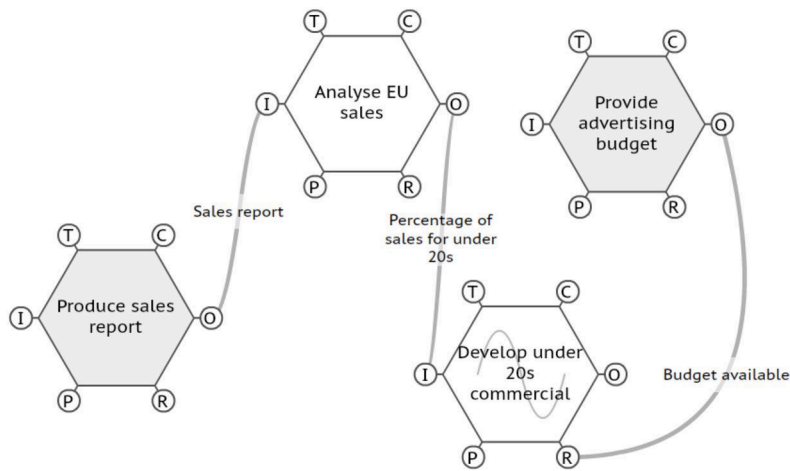 T C
I Analyse EU sales O
P R
T C
I Provide advertising budget O
P R
Sales report
Percentage of
sales for under
20s
T C
I Produce sales report O
P R
T C
I Develop under 20s commercial O
P R
Budget available